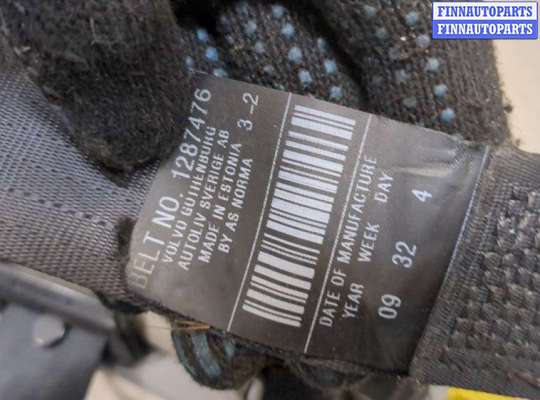 FINNAUTOPARTS
FINNAUTOPARTS
BELT NO. 1287476
VOLVO GOTHENBURG
AUTOLIV SVERIGE AB
MADE IN ESTONIA 3 -2
BY AS NORMA
DATE OF MANUFACTURE
YEAR WEEK DAY
09 32 4